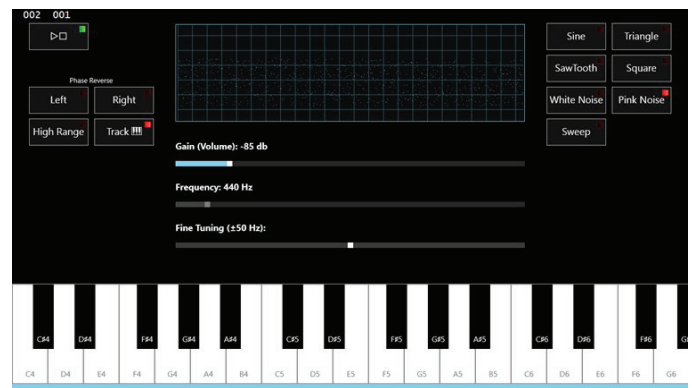 002 001
Phase Reverse
Left Right
High Range Track
Sine Triangle
SawTooth Square
White Noise Pink Noise
Sweep
Gain (Volume): -85 db
Frequency: 440 Hz
Fine Tuning (±50 Hz):
C#4 D#4 F#4 G#4 A#4 C#5 D#5 F#5 G#5 A#5 C#6 D#6 F#6
C4 D4 E4 F4 G4 A4 B4 C5 D5 E5 F5 G5 A5 B5 C6 D6 E6 F6 G6